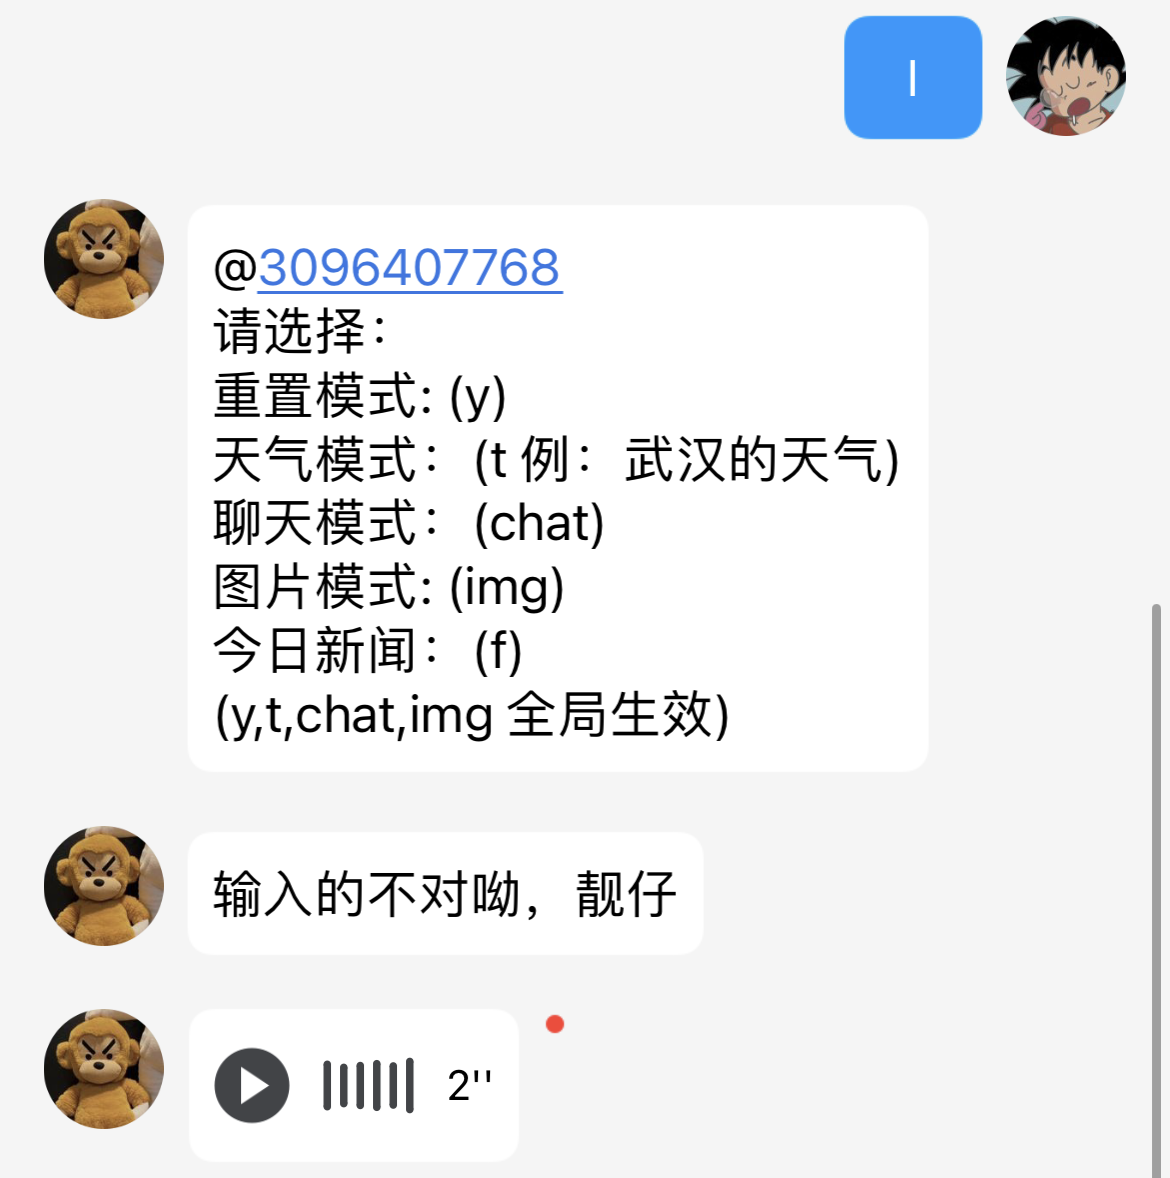 l
@3096407768
请选择：
重置模式: (y)
天气模式： (t 例：武汉的天气)
聊天模式： (chat)
图片模式: (img)
今日新闻： (f)
(y,t,chat,img 全局生效)
输入的不对呦，靓仔
2''